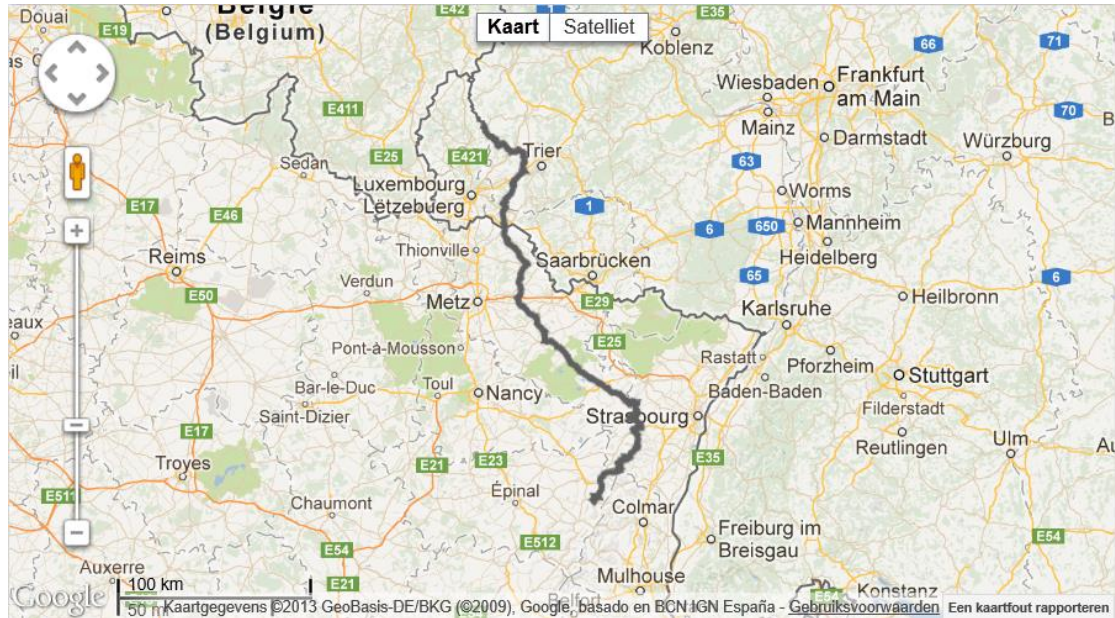 België
(Belgium)
Douai
E19
E42
E35
Kaart Satelliet
Koblenz
66
71
Frankfurt
am Main
Wiesbaden
E411
70
Mainz
Darmstadt
Würzburg
Sedan
E25
E421
Trier
63
Luxembourg
Lëtzebuerg
Worms
E17
E46
1
Mannheim
6
650
Thionville
Heidelberg
Reims
Saarbrücken
65
6
Verdun
E50
Metz
E29
Heilbronn
Karlsruhe
E25
Pont-à-Mousson
Rastatt
Pforzheim
Bar-le-Duc
Toul
Nancy
Baden-Baden
Stuttgart
Saint-Dizier
Strasbourg
Filderstadt
E17
Reutlingen
Ulm
Troyes
E21
E23
E35
Épinal
E511
Chaumont
Colmar
Freiburg im
Breisgau
E54
E512
E54
Auxerre
Mulhouse
100 km
E21
Konstanz
E54
Belfort
Google
50 mi
Kaartgegevens ©2013 GeoBasis-DE/BKG (©2009), Google, basado en BCN IGN España - Gebruiksvoorwaarden
Een kaartfout rapporteren